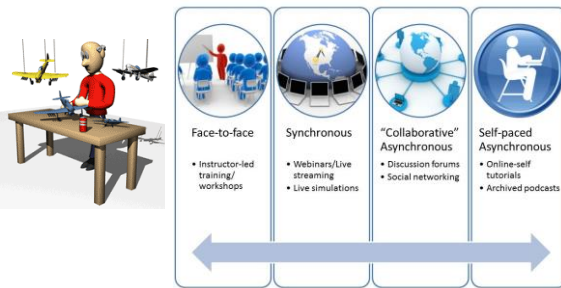 Face-to-face
• Instructor-led
training/
workshops
Synchronous
• Webinars/Live
streaming
• Live simulations
“Collaborative”
Asynchronous
• Discussion forums
• Social networking
Self-paced
Asynchronous
• Online-self
tutorials
• Archived podcasts